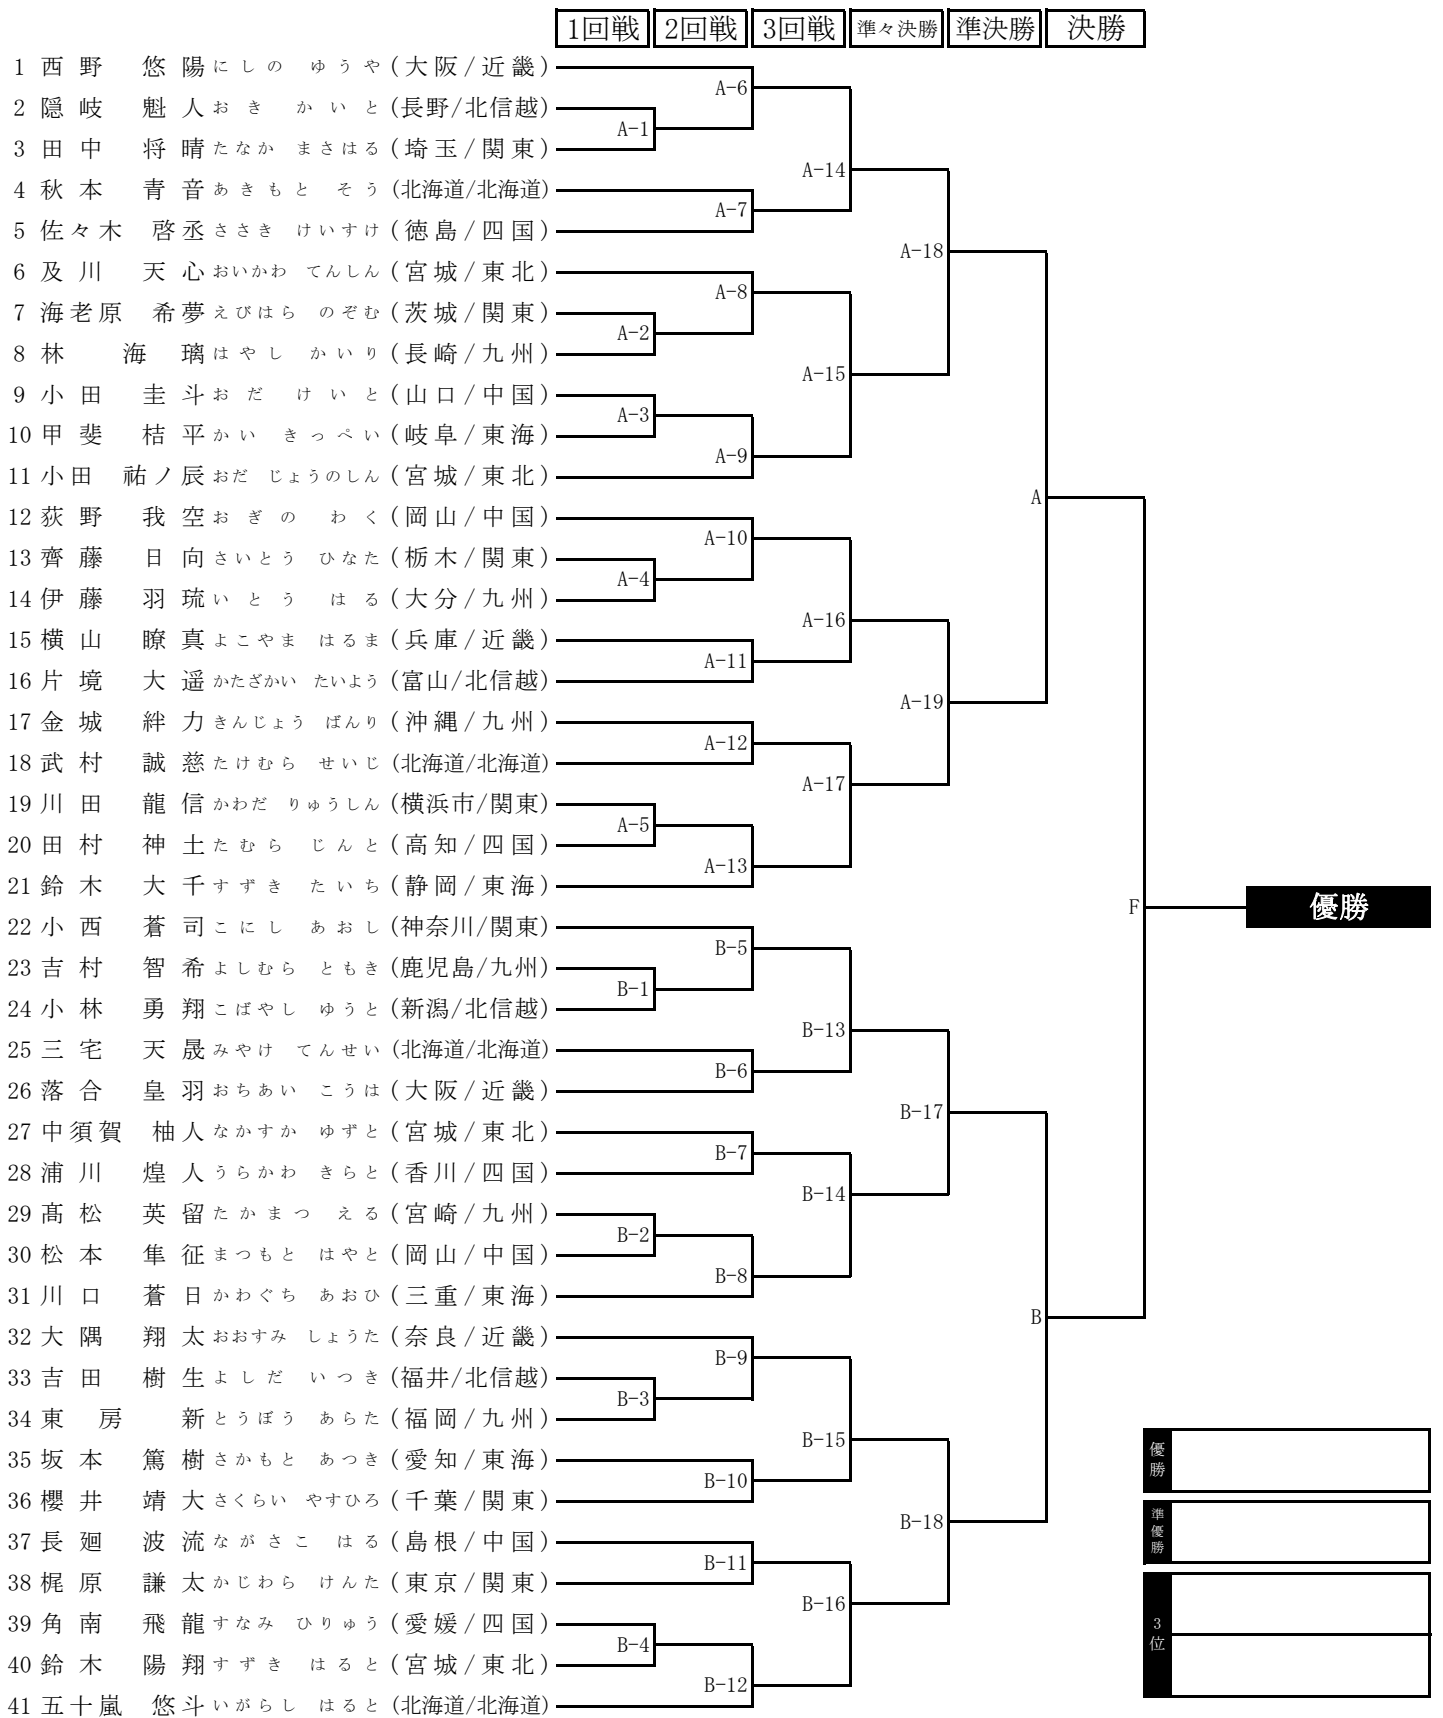 1回戦 2回戦 3回戦 準々決勝 準決勝 決勝
1 西野 悠陽 にしの ゆうや (大阪/近畿)
A-6
2 隠岐 魁人 おき かいと (長野/北信越)
A-1
3 田中 将晴 たなか まさはる (埼玉/関東)
A-14
4 秋本 青音 あきもと そう (北海道/北海道)
A-7
5 佐々木 啓丞 ささき けいすけ (徳島/四国)
A-18
6 及川 天心 おいかわ てんしん (宮城/東北)
A-8
7 海老原 希夢 えびはら のぞむ (茨城/関東)
A-2
8 林 海璃 はやし かいり (長崎/九州)
A-15
9 小田 圭斗 おだ けいと (山口/中国)
A-3
10 甲斐 桔平 かい きっぺい (岐阜/東海)
A-9
11 小田 祐ノ辰 おだ じょうのしん (宮城/東北)
A
12 荻野 我空 おぎの わく (岡山/中国)
A-10
13 齊藤 日向 さいとう ひなた (栃木/関東)
A-4
14 伊藤 羽琉 いとう はる (大分/九州)
A-16
15 横山 瞭真 よこやま はるま (兵庫/近畿)
A-11
16 片境 大遥 かたざかい たいよう (富山/北信越)
A-19
17 金城 絆力 きんじょう ばんり (沖縄/九州)
A-12
18 武村 誠慈 たけむら せいじ (北海道/北海道)
A-17
19 川田 龍信 かわだ りゅうしん (横浜市/関東)
A-5
20 田村 神士 たむら じんと (高知/四国)
A-13
21 鈴木 大千 すずき たいち (静岡/東海)
F 優勝
22 小西 蒼司 こにし あおし (神奈川/関東)
B-5
23 吉村 智希 よしむら ともき (鹿児島/九州)
B-1
24 小林 勇翔 こばやし ゆうと (新潟/北信越)
B-13
25 三宅 天晟 みやけ てんせい (北海道/北海道)
B-6
26 落合 皇羽 おちあい こうは (大阪/近畿)
B-17
27 中須賀 柚人 なかすか ゆずと (宮城/東北)
B-7
28 浦川 煌人 うらかわ きらと (香川/四国)
B-14
29 髙松 英留 たかまつ える (宮崎/九州)
B-2
30 松本 隼征 まつもと はやと (岡山/中国)
B-8
31 川口 蒼日 かわぐち あおひ (三重/東海)
B
32 大隅 翔太 おおすみ しょうた (奈良/近畿)
B-9
33 吉田 樹生 よしだ いつき (福井/北信越)
B-3
34 東房 新 とうぼう あらた (福岡/九州)
B-15
優勝
35 坂本 篤樹 さかもと あつき (愛知/東海)
B-10
36 櫻井 靖大 さくらい やすひろ (千葉/関東)
B-18
準優勝
37 長廻 波流 ながさこ はる (島根/中国)
B-11
38 梶原 謙太 かじわら けんた (東京/関東)
B-16
39 角南 飛龍 すなみ ひりゅう (愛媛/四国)
3位
B-4
40 鈴木 陽翔 すずき はると (宮城/東北)
B-12
41 五十嵐 悠斗 いがらし はると (北海道/北海道)